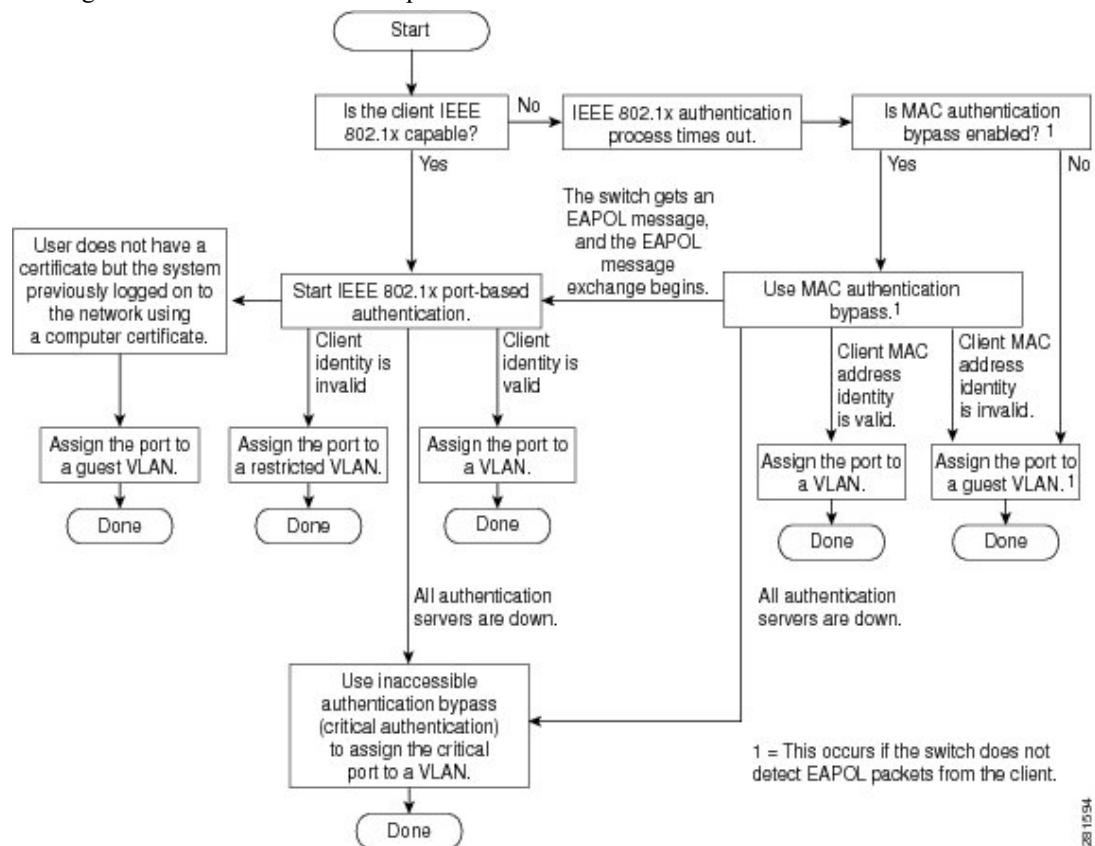 Start
Is the client IEEE
802.1x capable?
No
IEEE 802.1x authentication
process times out.
Is MAC authentication
bypass enabled? 1
Yes
Yes
No
The switch gets an
EAPOL message,
and the EAPOL
message
exchange begins.
User does not have a
certificate but the system
previously logged on to
the network using
a computer certificate.
Start IEEE 802.1x port-based
authentication.
Use MAC authentication
bypass.1
Client
identity is
invalid
Client
identity is
valid
Client MAC
address
identity
is valid.
Client MAC
address
identity
is invalid.
Assign the port to
a guest VLAN.
Assign the port to
a restricted VLAN.
Assign the port to
a VLAN.
Assign the port to
a VLAN.
Assign the port to
a guest VLAN.1
Done
Done
Done
Done
Done
All authentication
servers are down.
All authentication
servers are down.
Use inaccessible
authentication bypass
(critical authentication)
to assign the critical
port to a VLAN.
1 = This occurs if the switch does not
detect EAPOL packets from the client.
Done
281594